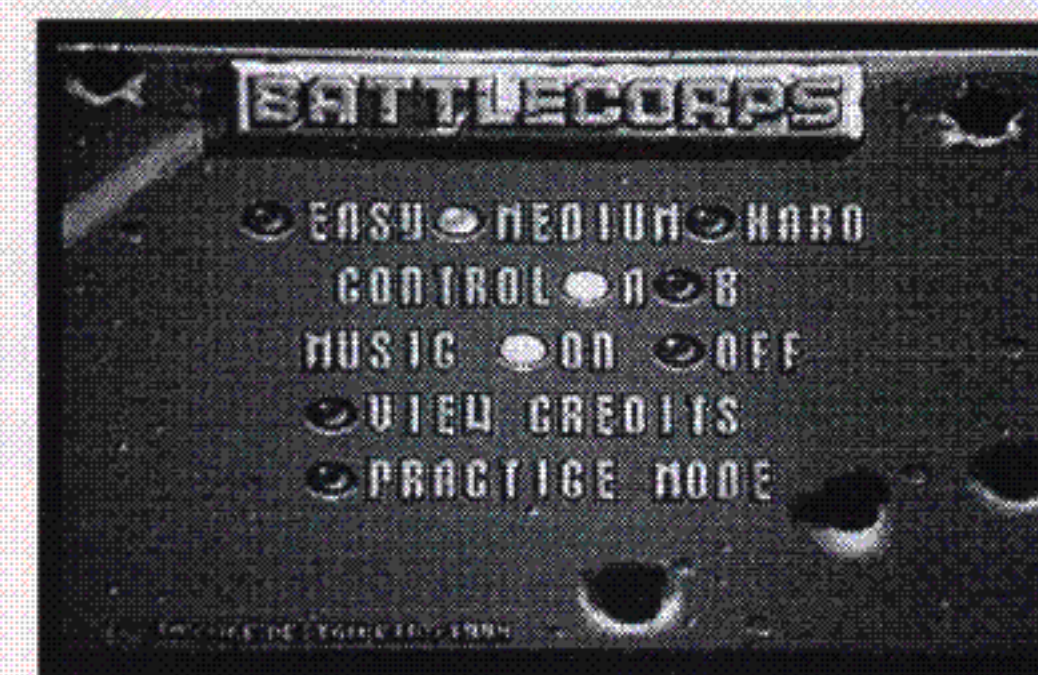 BATTLECORPS
EASY MEDIUM HARD
CONTROL A B
MUSIC ON OFF
VIEW CREDITS
PRACTICE MODE